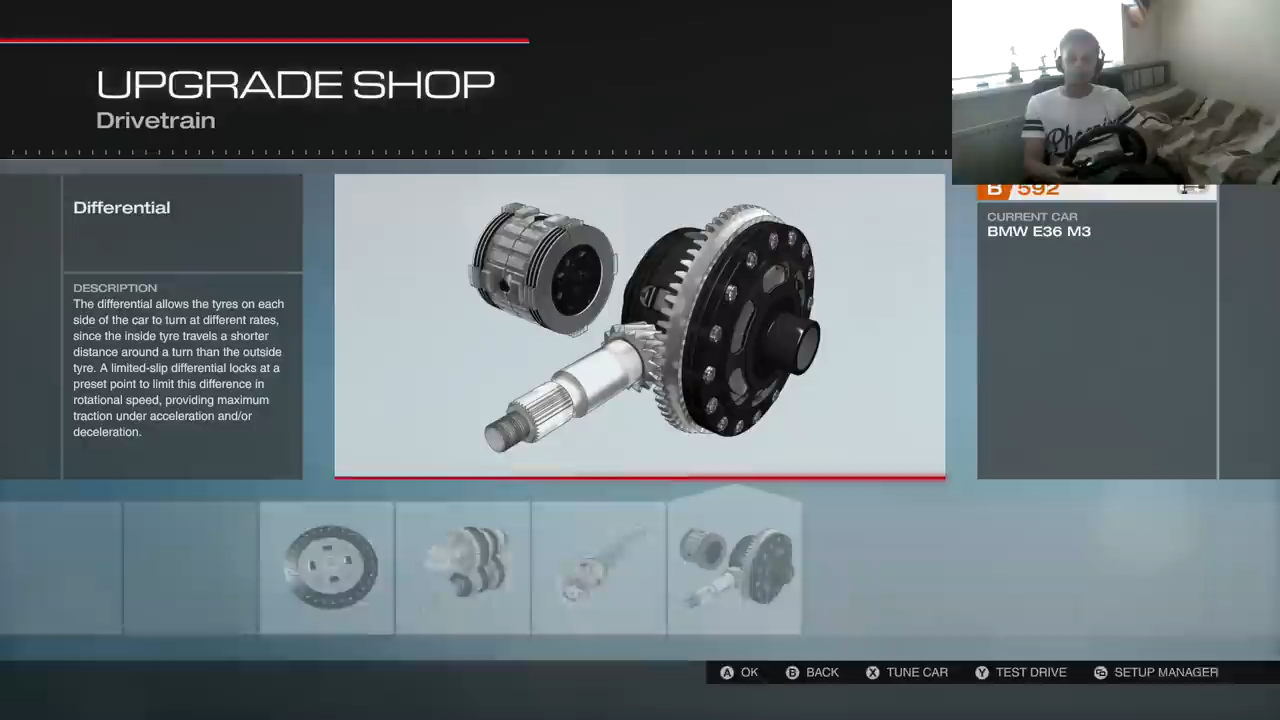 UPGRADE SHOP
Drivetrain
Differential
DESCRIPTION
The differential allows the tyres on each
side of the car to turn at different rates,
since the inside tyre travels a shorter
distance around a turn than the outside
tyre. A limited-slip differential locks at a
preset point to limit this difference in
rotational speed, providing maximum
traction under acceleration and/or
deceleration.
B 592
CURRENT CAR
BMW E36 M3
A OK
B BACK
X TUNE CAR
Y TEST DRIVE
SETUP MANAGER